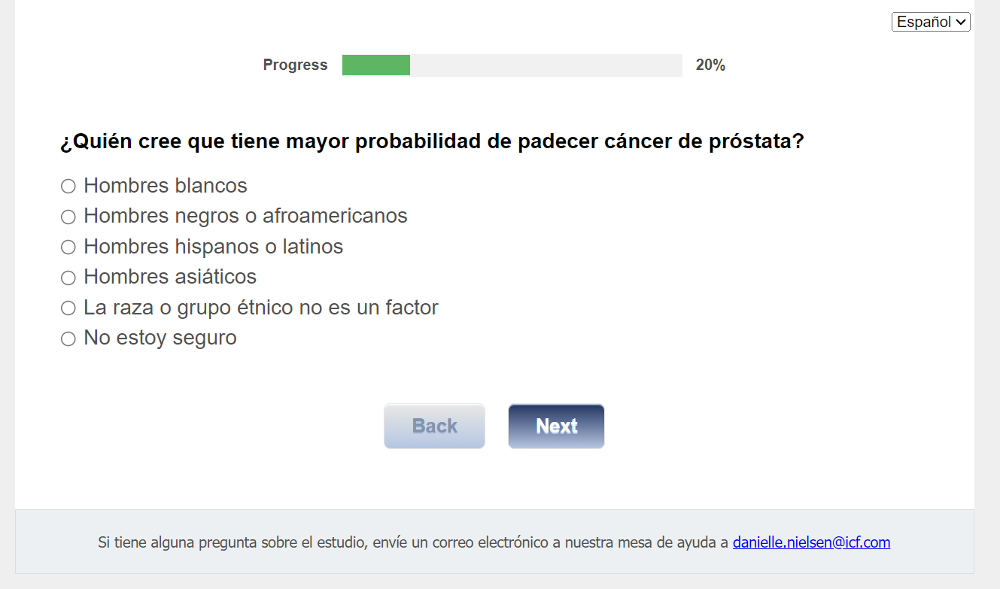 Español
Progress 20%
¿Quién cree que tiene mayor probabilidad de padecer cáncer de próstata?
Hombres blancos
Hombres negros o afroamericanos
Hombres hispanos o latinos
Hombres asiáticos
La raza o grupo étnico no es un factor
No estoy seguro
Back Next
Si tiene alguna pregunta sobre el estudio, envíe un correo electrónico a nuestra mesa de ayuda a danielle.nielsen@icf.com